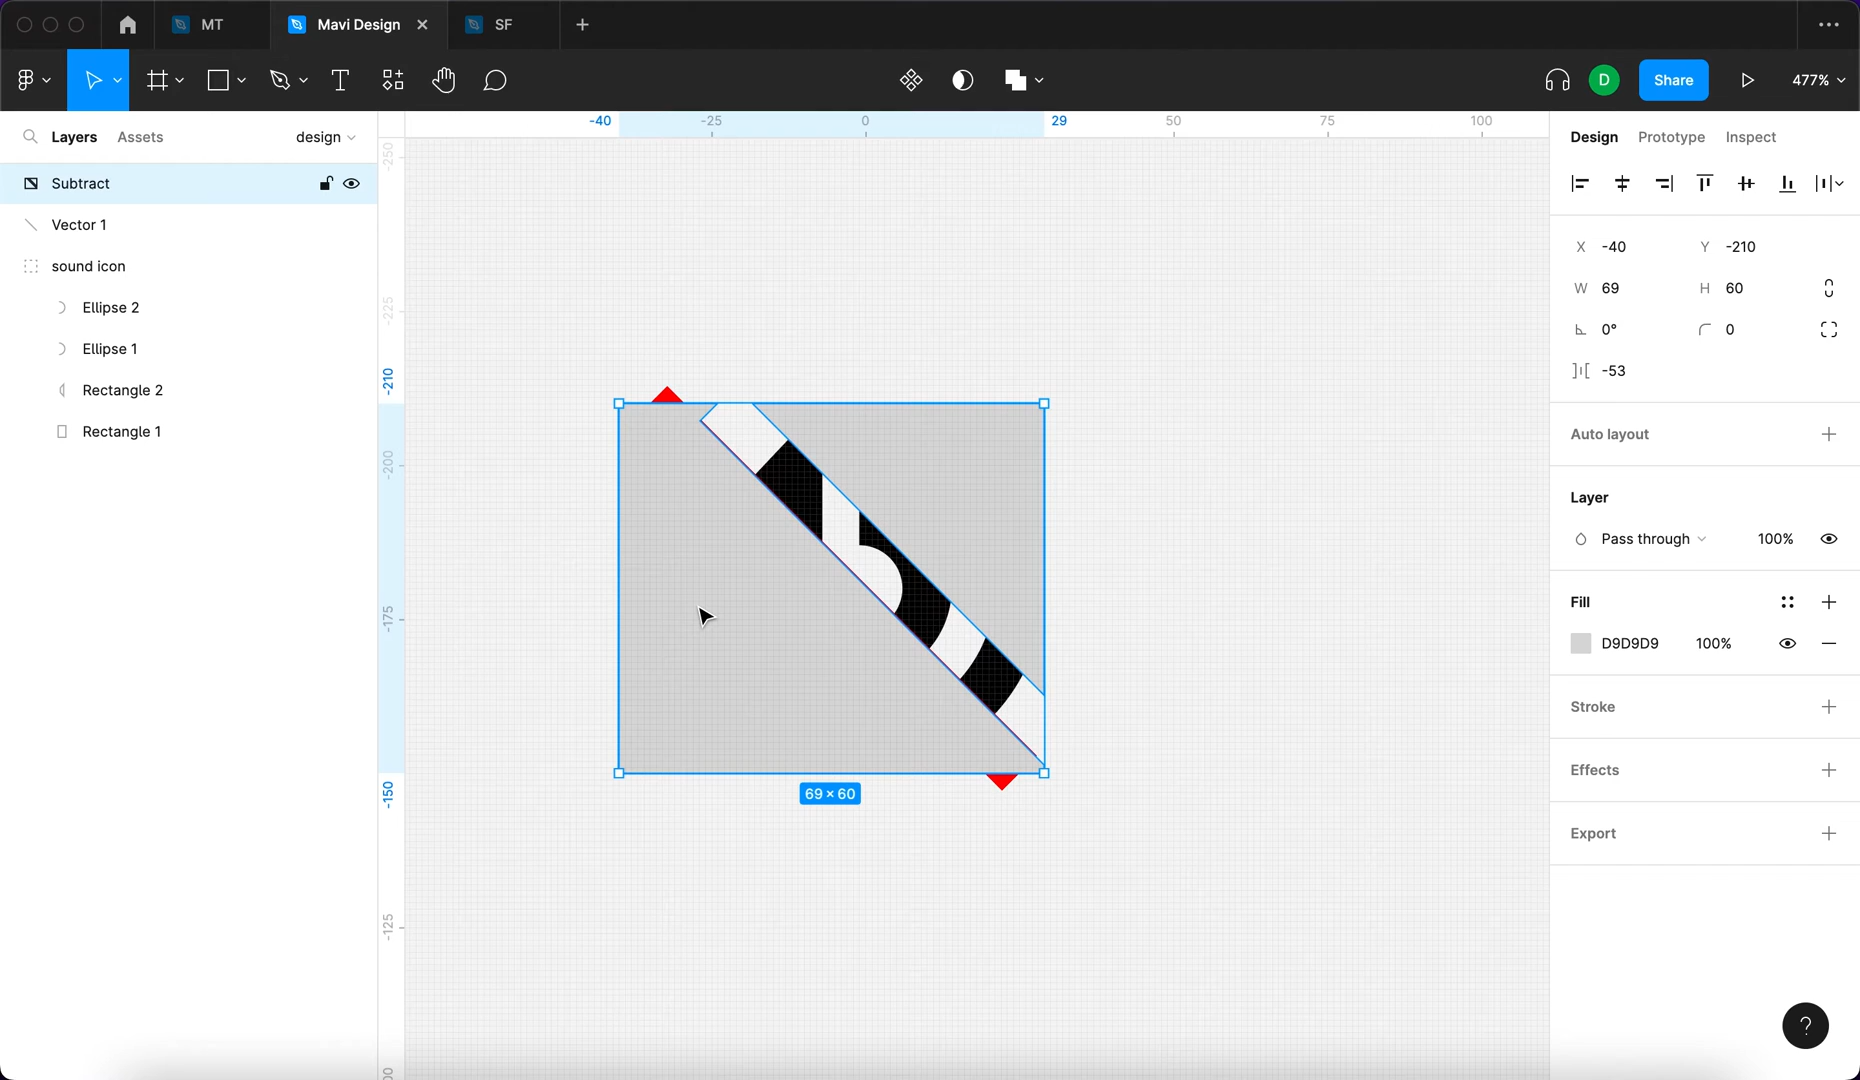 MT
Mavi Design
SF
D
Share
477%
Layers
Assets
design
Subtract
Vector 1
sound icon
Ellipse 2
Ellipse 1
Rectangle 2
Rectangle 1
-40
-25
0
29
50
75
100
-250
-225
-210
-200
-175
-150
-125
00
69 × 60
Design
Prototype
Inspect
X -40
Y -210
W 69
H 60
0°
0
-53
Auto layout
Layer
Pass through
100%
Fill
D9D9D9
100%
Stroke
Effects
Export
?